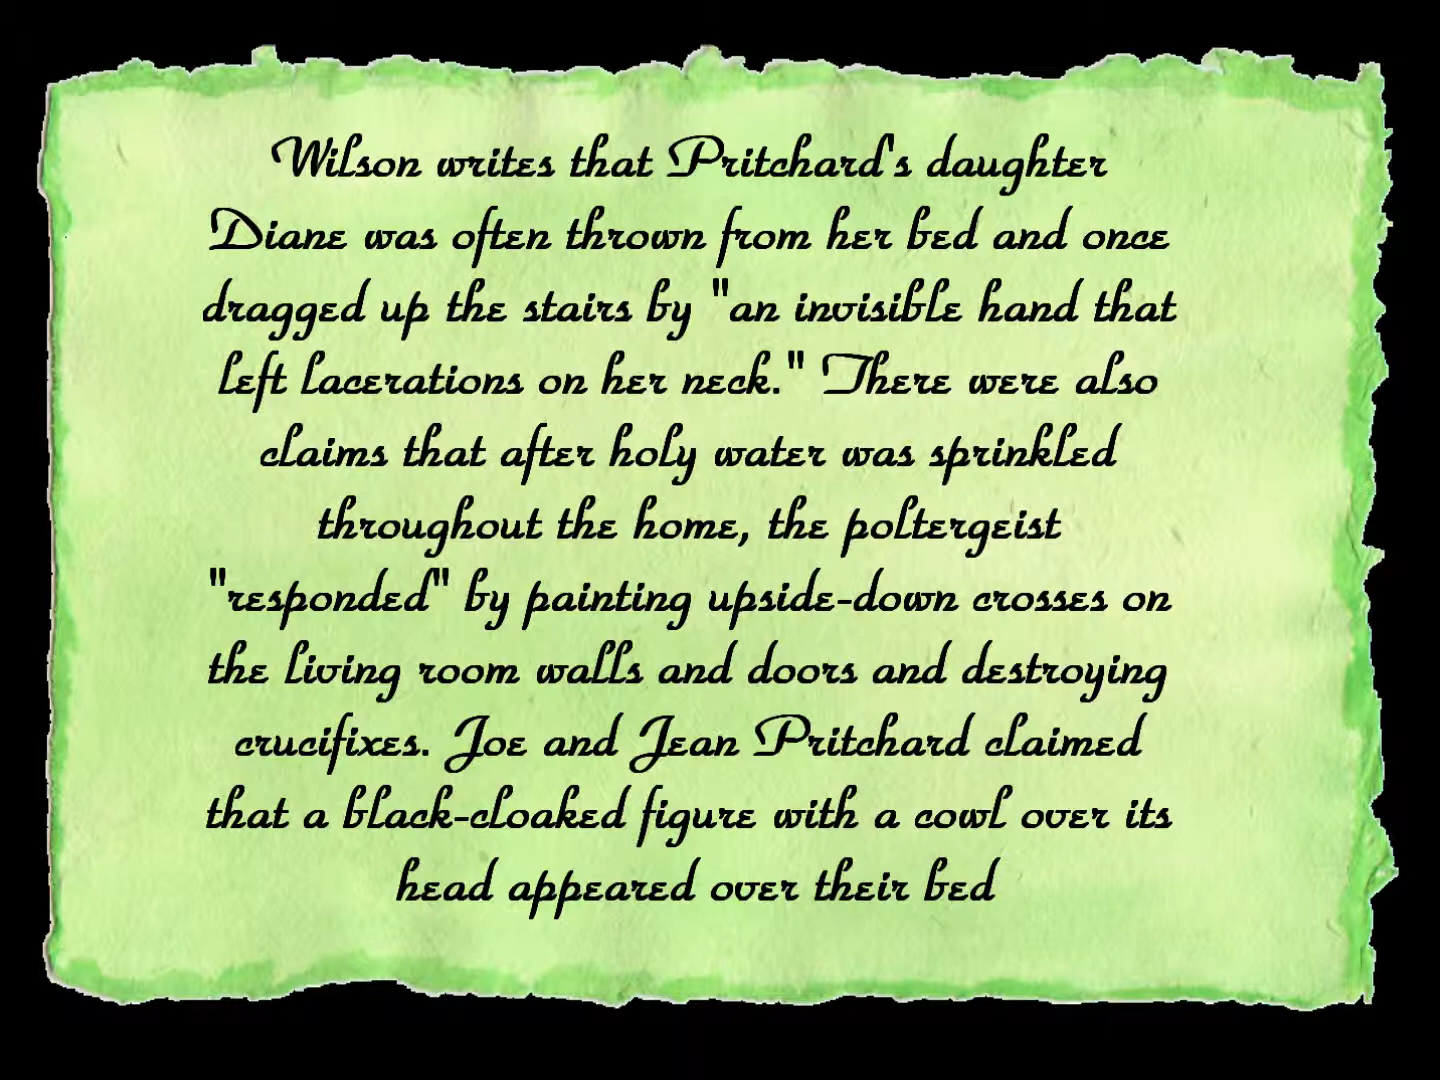 Wilson writes that Pritchard's daughter
Diane was often thrown from her bed and once
dragged up the stairs by "an invisible hand that
left lacerations on her neck." There were also
claims that after holy water was sprinkled
throughout the home, the poltergeist
"responded" by painting upside-down crosses on
the living room walls and doors and destroying
crucifixes. Joe and Jean Pritchard claimed
that a black-cloaked figure with a cowl over its
head appeared over their bed